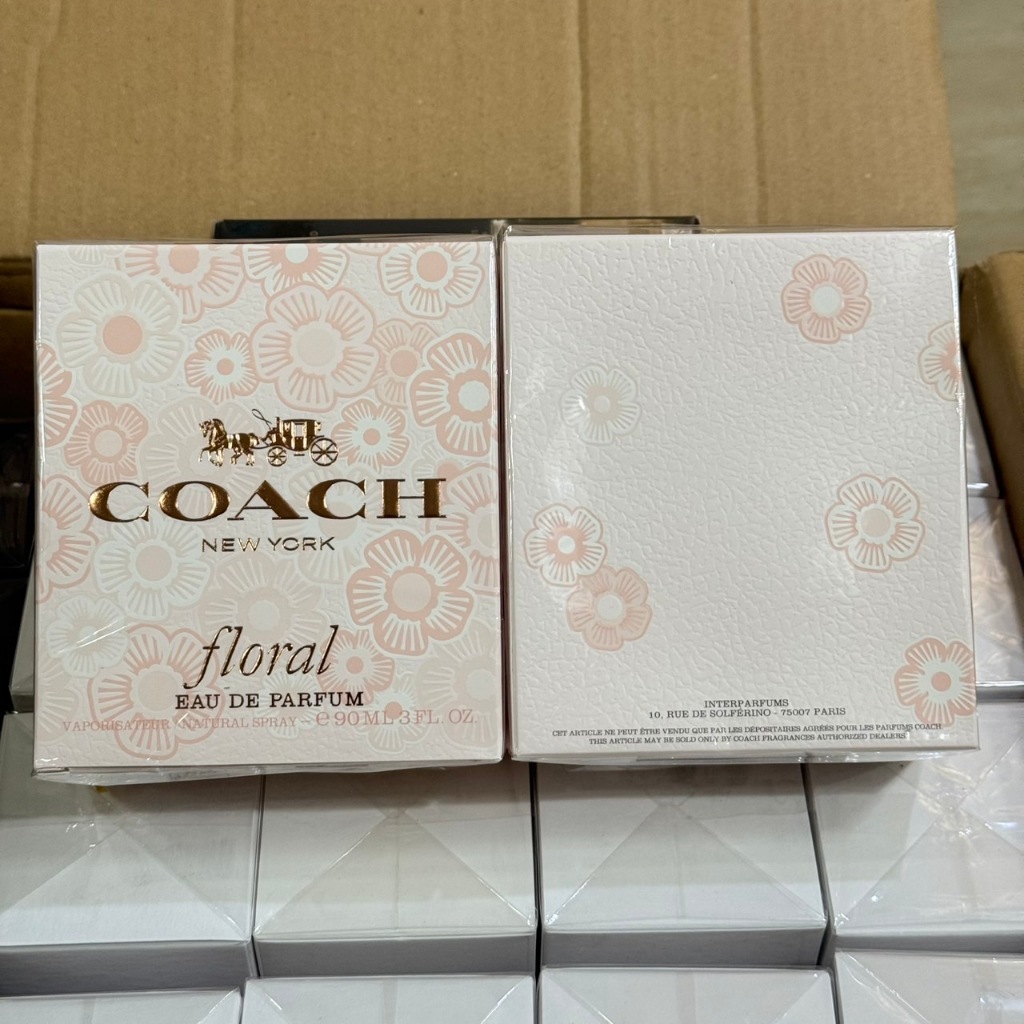 COACH
NEW YORK
floral
EAU DE PARFUM
VAPORISATEUR - NATURAL SPRAY - ℮ 90 ML 3 FL. OZ.
INTERPARFUMS
10, RUE DE SOLFÉRINO - 75007 PARIS
CET ARTICLE NE PEUT ÊTRE VENDU QUE PAR LES DÉPOSITAIRES AGRÉÉS POUR LES PARFUMS COACH
THIS ARTICLE MAY BE SOLD ONLY BY COACH FRAGRANCES AUTHORIZED DEALERS